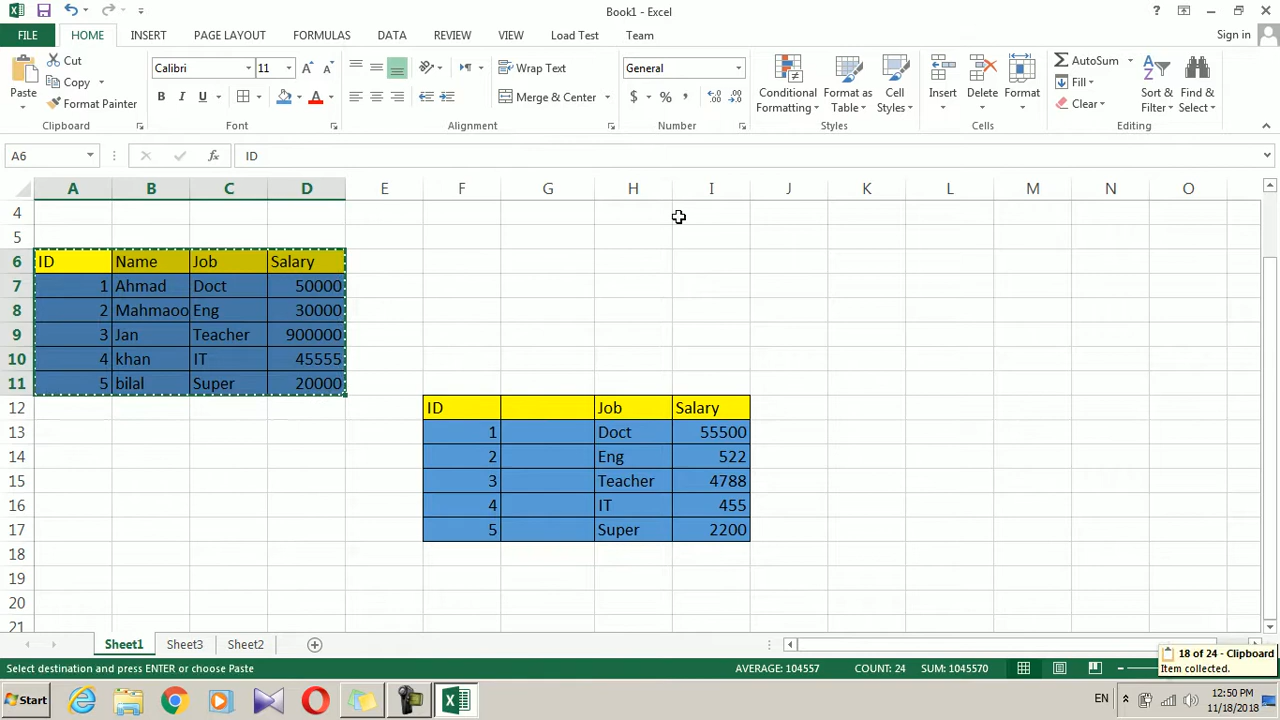 Book1 - Excel
?
FILE HOME INSERT PAGE LAYOUT FORMULAS DATA REVIEW VIEW Load Test Team Sign in
Paste
Cut
Copy
Format Painter
Clipboard
Calibri 11
B I U
Font
Wrap Text
Merge & Center
Alignment
General
$ % ,
Number
Conditional Formatting
Format as Table
Cell Styles
Styles
Insert
Delete
Format
Cells
AutoSum
Fill
Clear
Sort & Filter
Find & Select
Editing
A6 fx ID
A B C D E F G H I J K L M N O
4
5
6 ID Name Job Salary
7 1 Ahmad Doct 50000
8 2 Mahmaoo Eng 30000
9 3 Jan Teacher 900000
10 4 khan IT 45555
11 5 bilal Super 20000
12 ID Job Salary
13 1 Doct 55500
14 2 Eng 522
15 3 Teacher 4788
16 4 IT 455
17 5 Super 2200
18
19
20
21
Sheet1 Sheet3 Sheet2
18 of 24 - Clipboard
Item collected.
Select destination and press ENTER or choose Paste AVERAGE: 104557 COUNT: 24 SUM: 1045570
Start EN 12:50 PM
11/18/2018